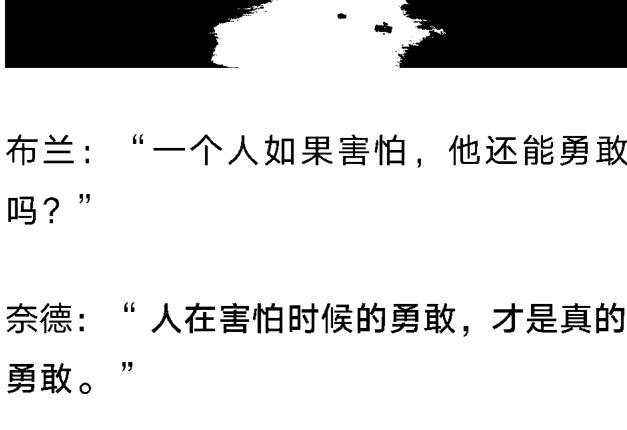 布兰：“一个人如果害怕，他还能勇敢
吗？”
奈德：“ 人在害怕时候的勇敢，才是真的
勇敢。”